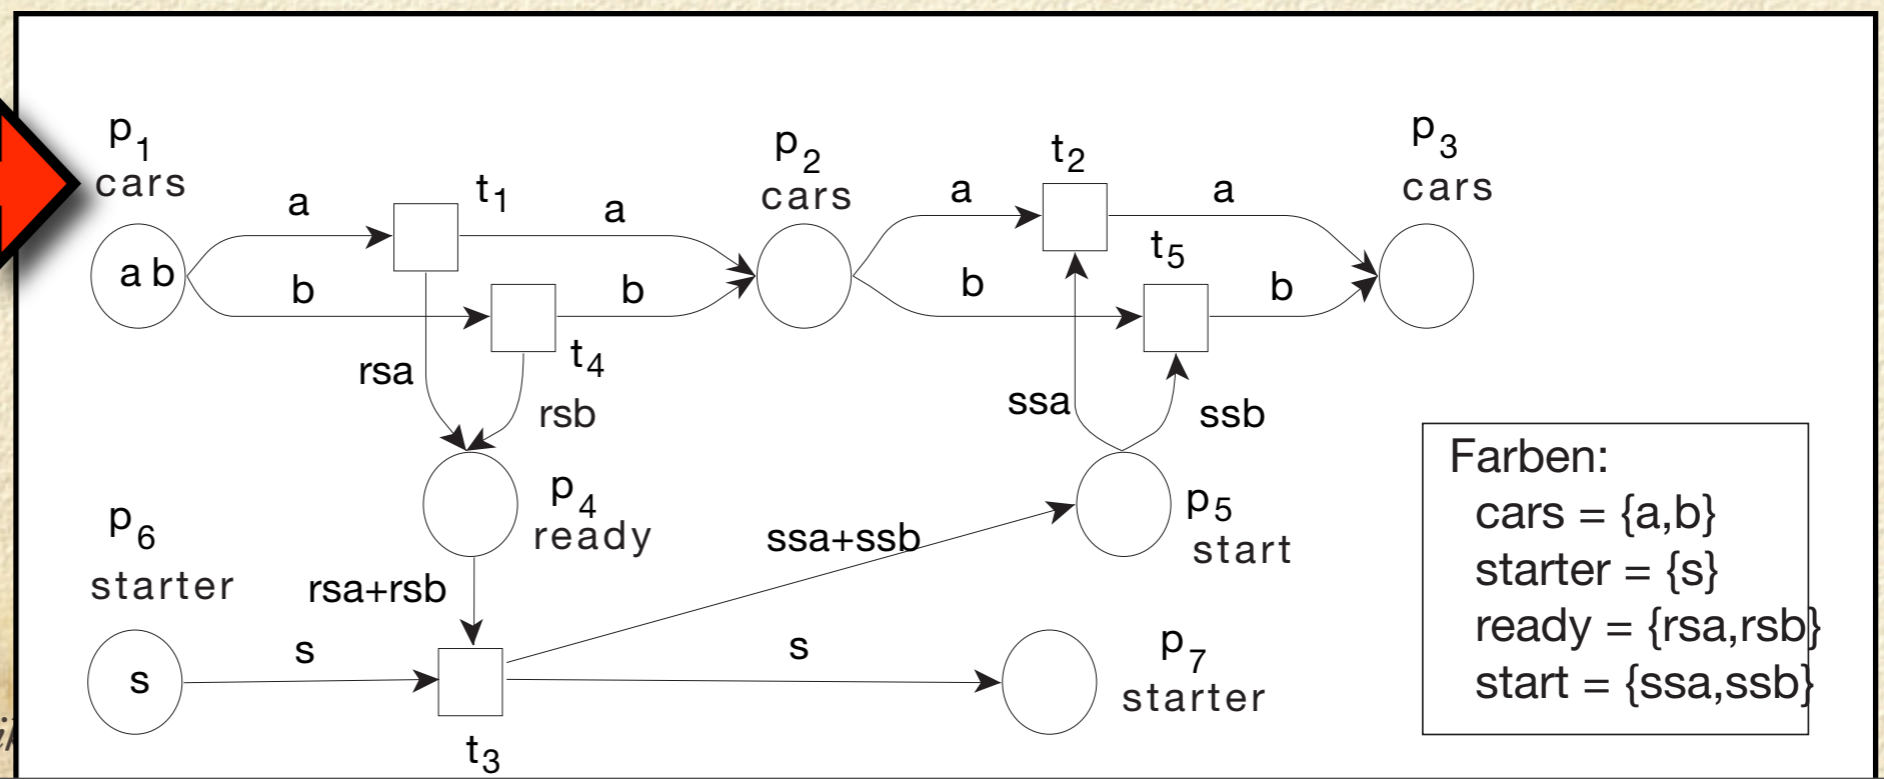 p1
cars
a b
a
b
t1
a
b
t4
rsa
rsb
p2
cars
a
b
t2
t5
a
b
ssa
ssb
p3
cars
p4
ready
rsa+rsb
p6
starter
s
s
t3
ssa+ssb
s
p5
start
p7
starter
Farben:
cars = {a,b}
starter = {s}
ready = {rsa,rsb}
start = {ssa,ssb}